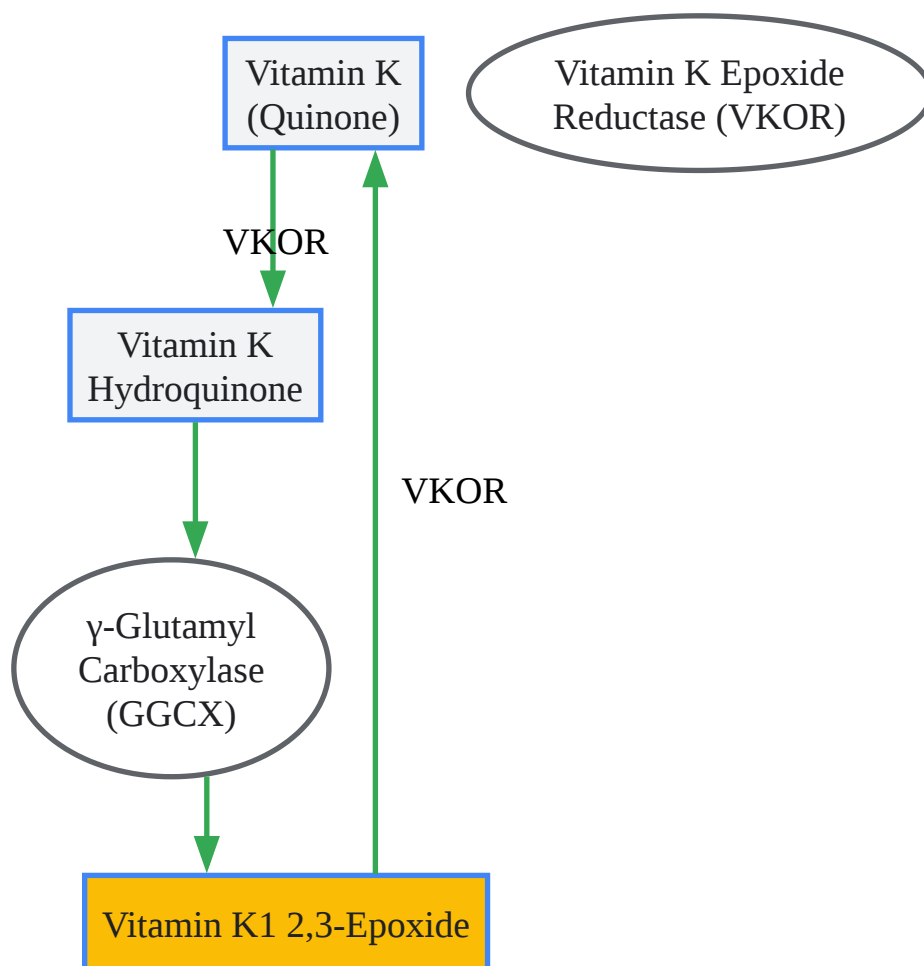 Vitamin K
(Quinone)
Vitamin K Epoxide
Reductase (VKOR)
VKOR
Vitamin K
Hydroquinone
VKOR
γ-Glutamyl
Carboxylase
(GGCX)
Vitamin K1 2,3-Epoxide